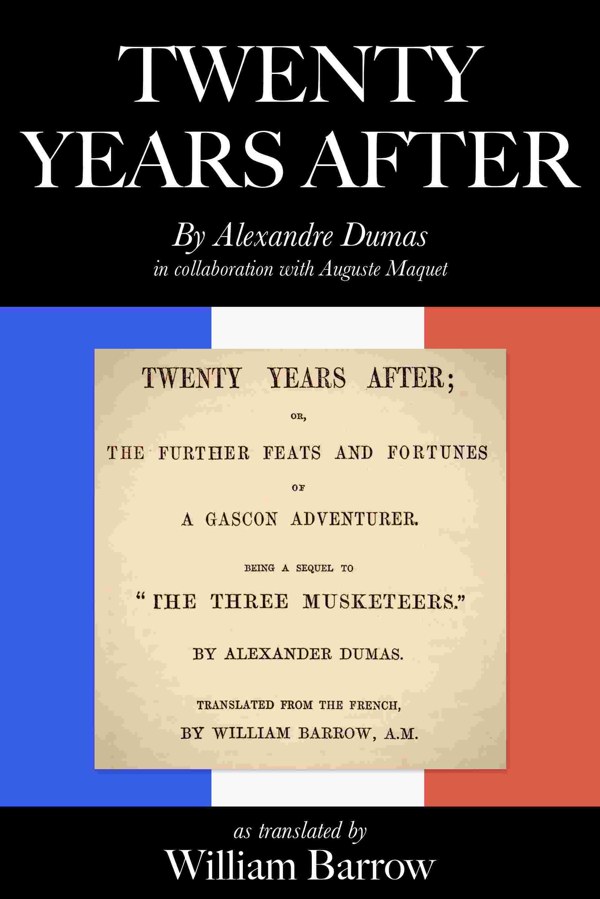 TWENTY
YEARS AFTER
By Alexandre Dumas
in collaboration with Auguste Maquet
TWENTY YEARS AFTER;
OR,
THE FURTHER FEATS AND FORTUNES
OF
A GASCON ADVENTURER.
BEING A SEQUEL TO
“THE THREE MUSKETEERS.”
BY ALEXANDER DUMAS.
TRANSLATED FROM THE FRENCH,
BY WILLIAM BARROW, A.M.
as translated by
William Barrow